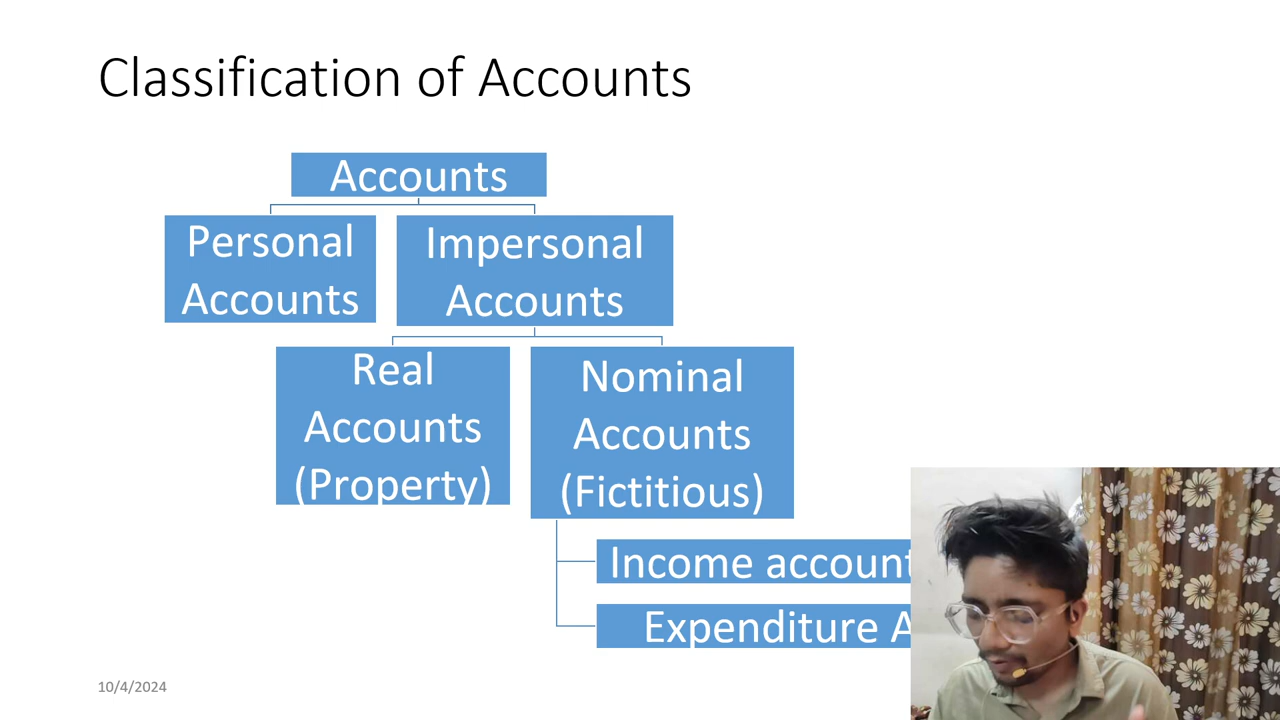 Classification of Accounts
Accounts
Personal
Accounts
Impersonal
Accounts
Real
Accounts
(Property)
Nominal
Accounts
(Fictitious)
Income account
Expenditure A
10/4/2024